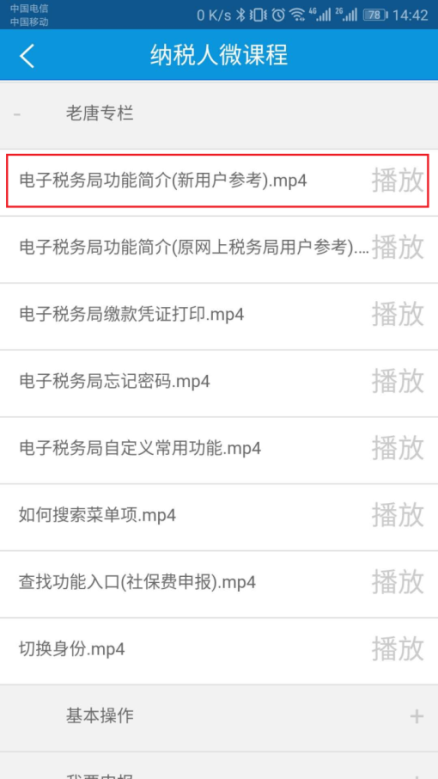 中国电信
中国移动
0 K/s 4G 2G 78 14:42
纳税人微课程
- 老唐专栏
电子税务局功能简介(新用户参考).mp4 播放
电子税务局功能简介(原网上税务局用户参考).... 播放
电子税务局缴款凭证打印.mp4 播放
电子税务局忘记密码.mp4 播放
电子税务局自定义常用功能.mp4 播放
如何搜索菜单项.mp4 播放
查找功能入口(社保费申报).mp4 播放
切换身份.mp4 播放
基本操作 +
我要申报